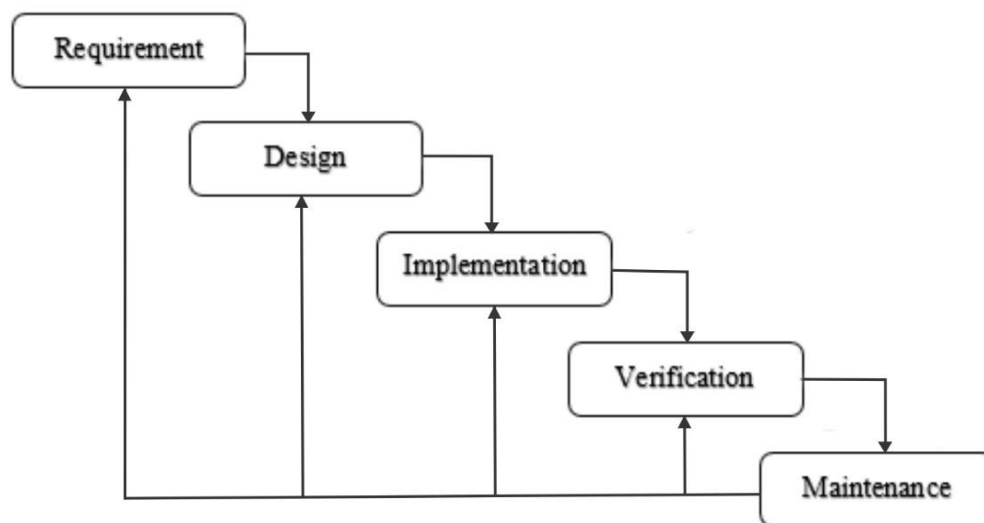 Requirement
Design
Implementation
Verification
Maintenance